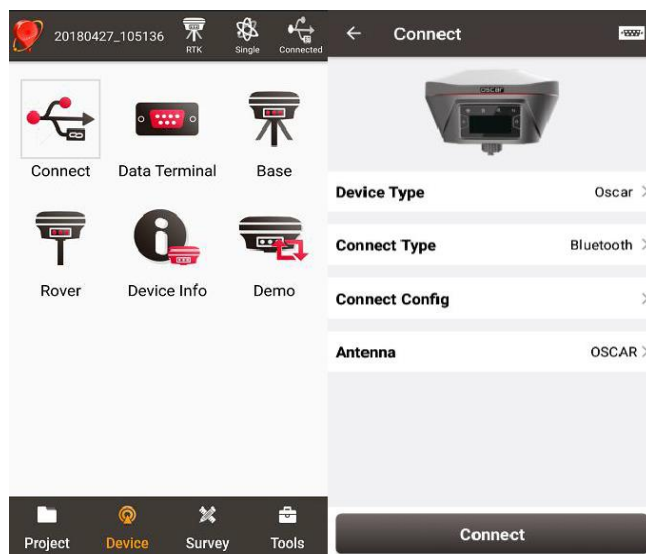 20180427_105136
RTK
Single
Connected
Connect
Data Terminal
Base
Rover
Device Info
Demo
Project
Device
Survey
Tools
Connect
OSCAR
Device Type
Oscar
Connect Type
Bluetooth
Connect Config
Antenna
OSCAR
Connect